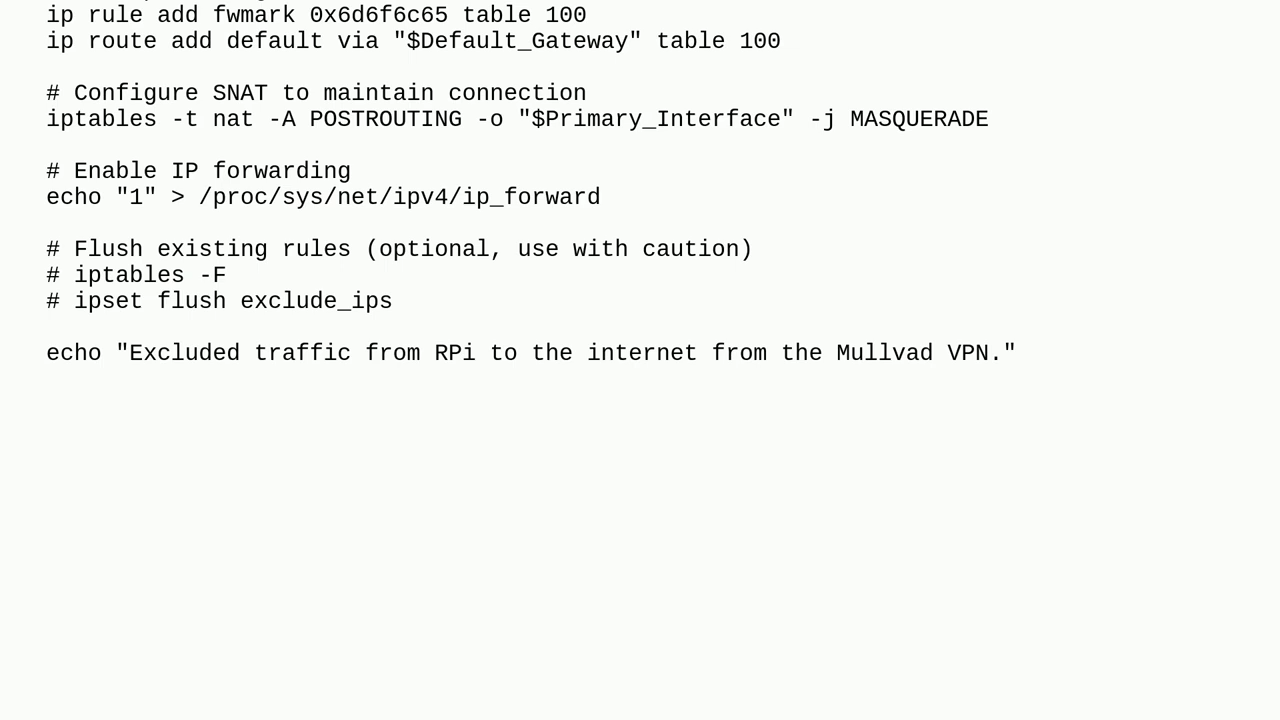 ip rule add fwmark 0x6d6f6c65 table 100
ip route add default via "$Default_Gateway" table 100
# Configure SNAT to maintain connection
iptables -t nat -A POSTROUTING -o "$Primary_Interface" -j MASQUERADE
# Enable IP forwarding
echo "1" > /proc/sys/net/ipv4/ip_forward
# Flush existing rules (optional, use with caution)
# iptables -F
# ipset flush exclude_ips
echo "Excluded traffic from RPi to the internet from the Mullvad VPN."